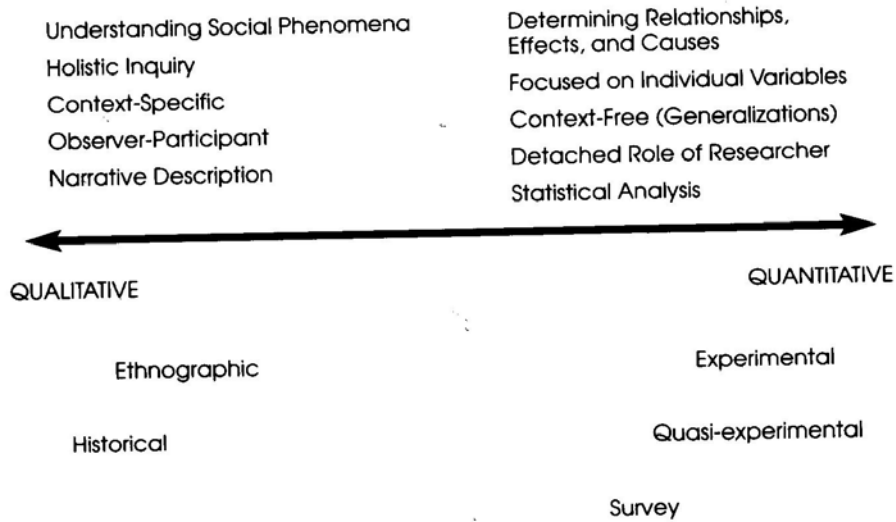 Understanding Social Phenomena
Holistic Inquiry
Context-Specific
Observer-Participant
Narrative Description
Determining Relationships,
Effects, and Causes
Focused on Individual Variables
Context-Free (Generalizations)
Detached Role of Researcher
Statistical Analysis
QUALITATIVE
QUANTITATIVE
Ethnographic
Experimental
Historical
Quasi-experimental
Survey